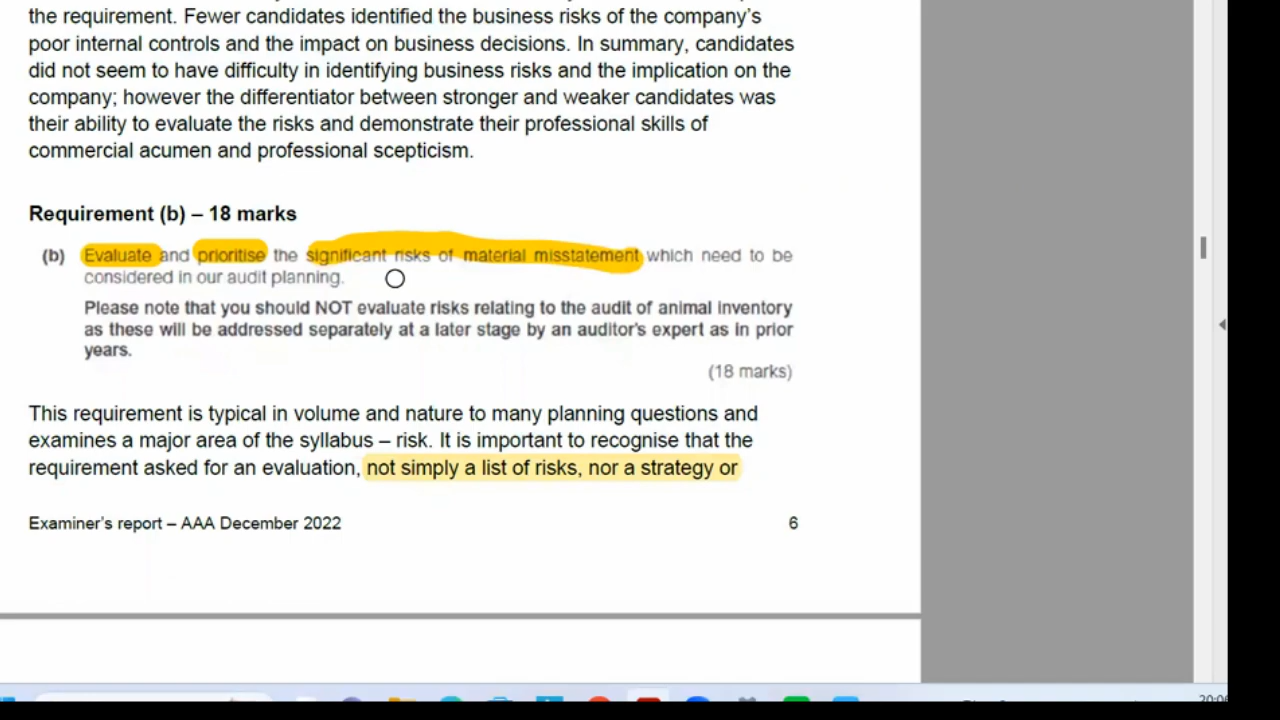 the requirement. Fewer candidates identified the business risks of the company's
poor internal controls and the impact on business decisions. In summary, candidates
did not seem to have difficulty in identifying business risks and the implication on the
company; however the differentiator between stronger and weaker candidates was
their ability to evaluate the risks and demonstrate their professional skills of
commercial acumen and professional scepticism.
Requirement (b) – 18 marks
(b) Evaluate and prioritise the significant risks of material misstatement which need to be
considered in our audit planning.
Please note that you should NOT evaluate risks relating to the audit of animal inventory
as these will be addressed separately at a later stage by an auditor's expert as in prior
years.
(18 marks)
This requirement is typical in volume and nature to many planning questions and
examines a major area of the syllabus – risk. It is important to recognise that the
requirement asked for an evaluation, not simply a list of risks, nor a strategy or
Examiner's report – AAA December 2022 6